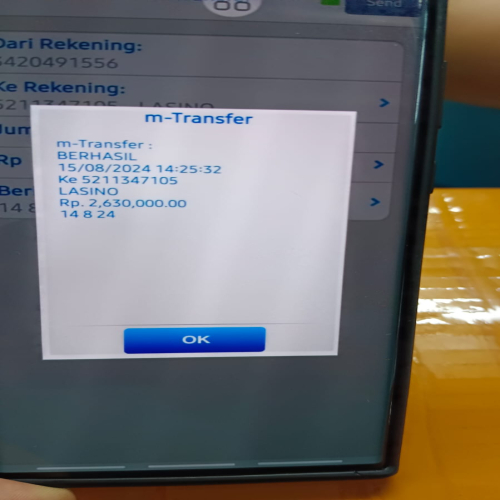 Send
Dari Rekening:
5420491556
Ke Rekening:
5211347105 LASINO
m-Transfer
m-Transfer :
BERHASIL
15/08/2024 14:25:32
Ke 5211347105
LASINO
Rp. 2,630,000.00
14 8 24
Rp
Ber
14 8
OK